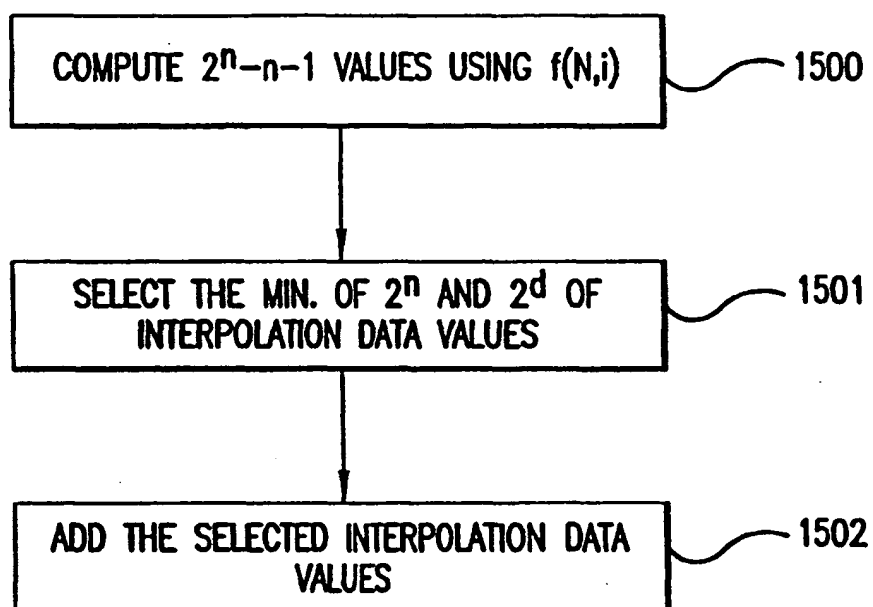 COMPUTE 2ⁿ-n-1 VALUES USING f(N,i)
1500
SELECT THE MIN. OF 2ⁿ AND 2ᵈ OF
INTERPOLATION DATA VALUES
1501
ADD THE SELECTED INTERPOLATION DATA
VALUES
1502